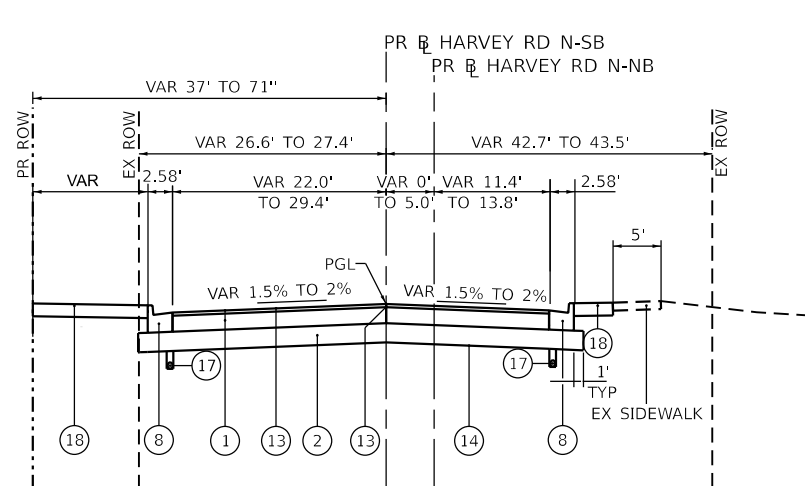 PR BL HARVEY RD N-SB
PR BL HARVEY RD N-NB
VAR 37' TO 71"
PR ROW
EX ROW
EX ROW
VAR 26.6' TO 27.4'
VAR 42.7' TO 43.5'
VAR
2.58'
VAR 22.0'
TO 29.4'
VAR 0'
TO 5.0'
VAR 11.4'
TO 13.8'
2.58'
5'
PGL
VAR 1.5% TO 2%
VAR 1.5% TO 2%
17
17
18
1'
TYP
EX SIDEWALK
18
8
1
13
2
13
14
8